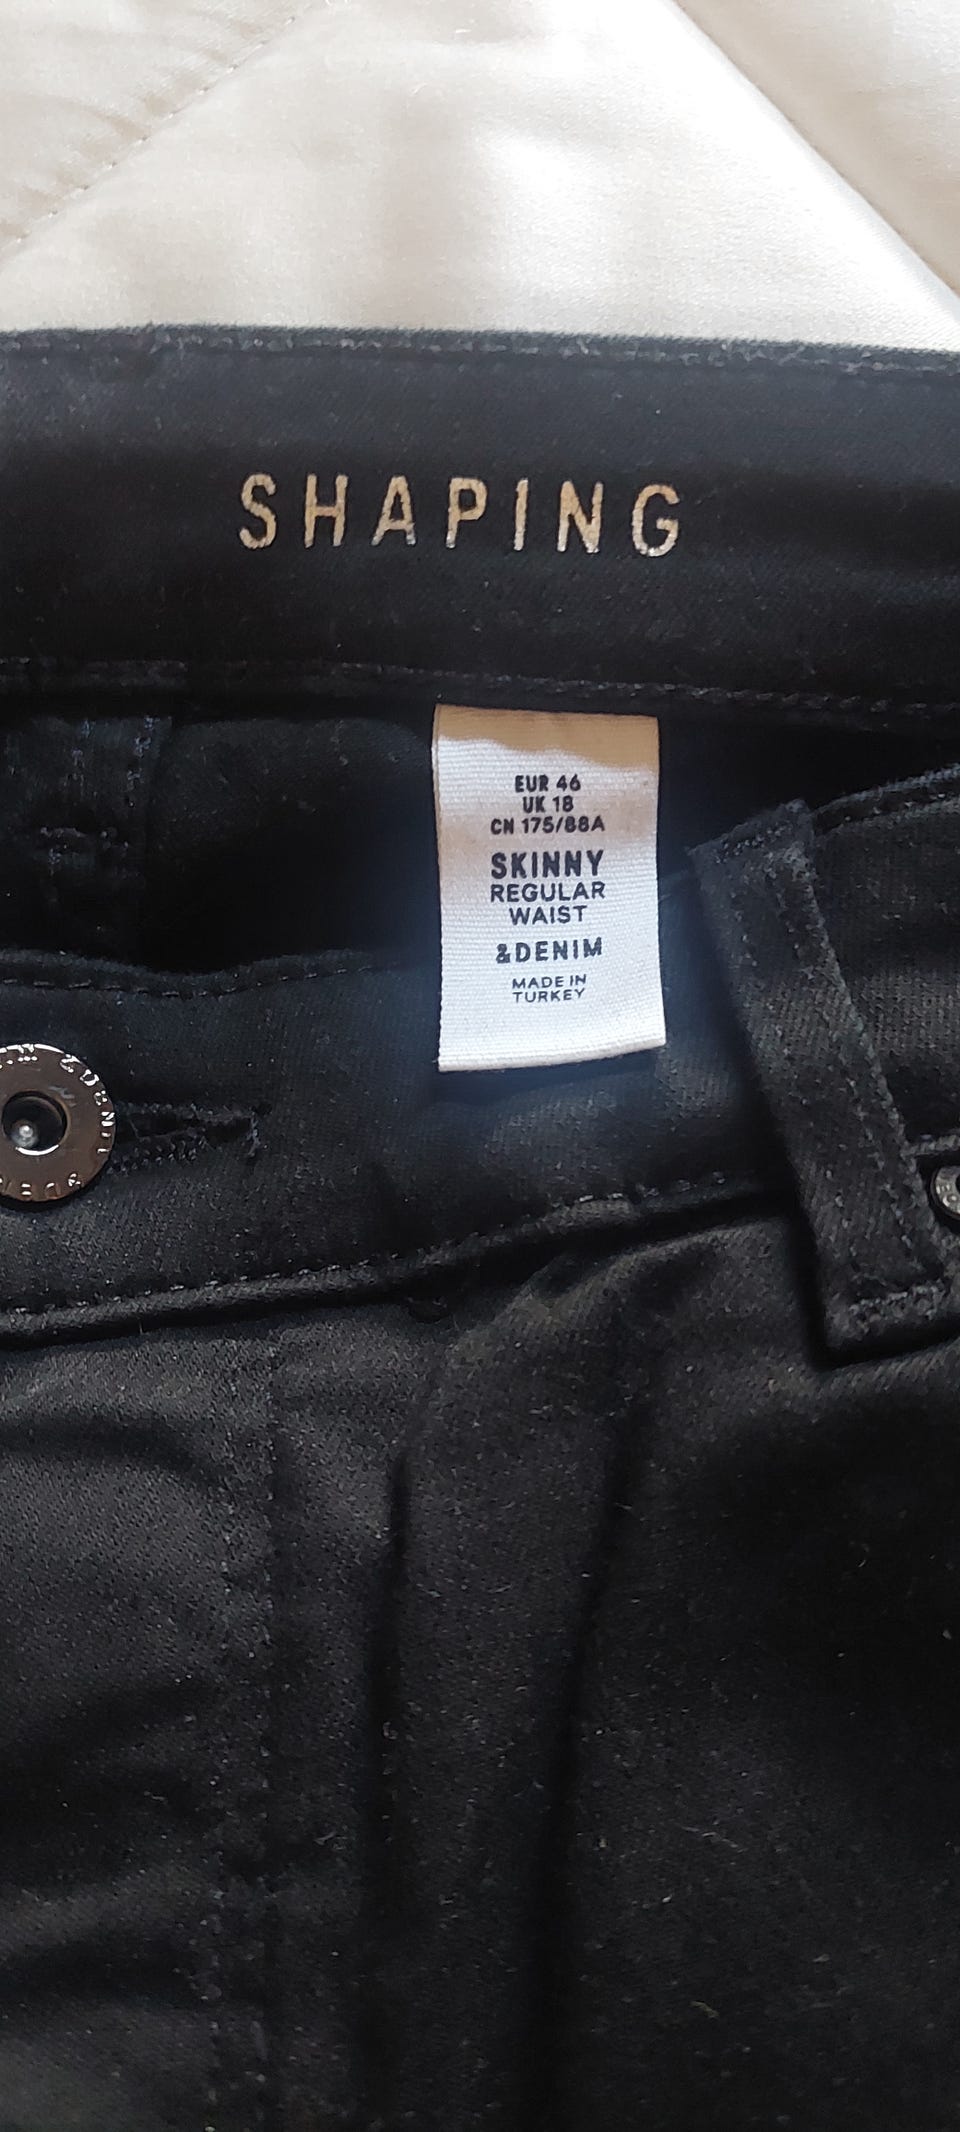 SHAPING
EUR 46
UK 18
CN 175/88A
SKINNY
REGULAR
WAIST
&DENIM
MADE IN
TURKEY